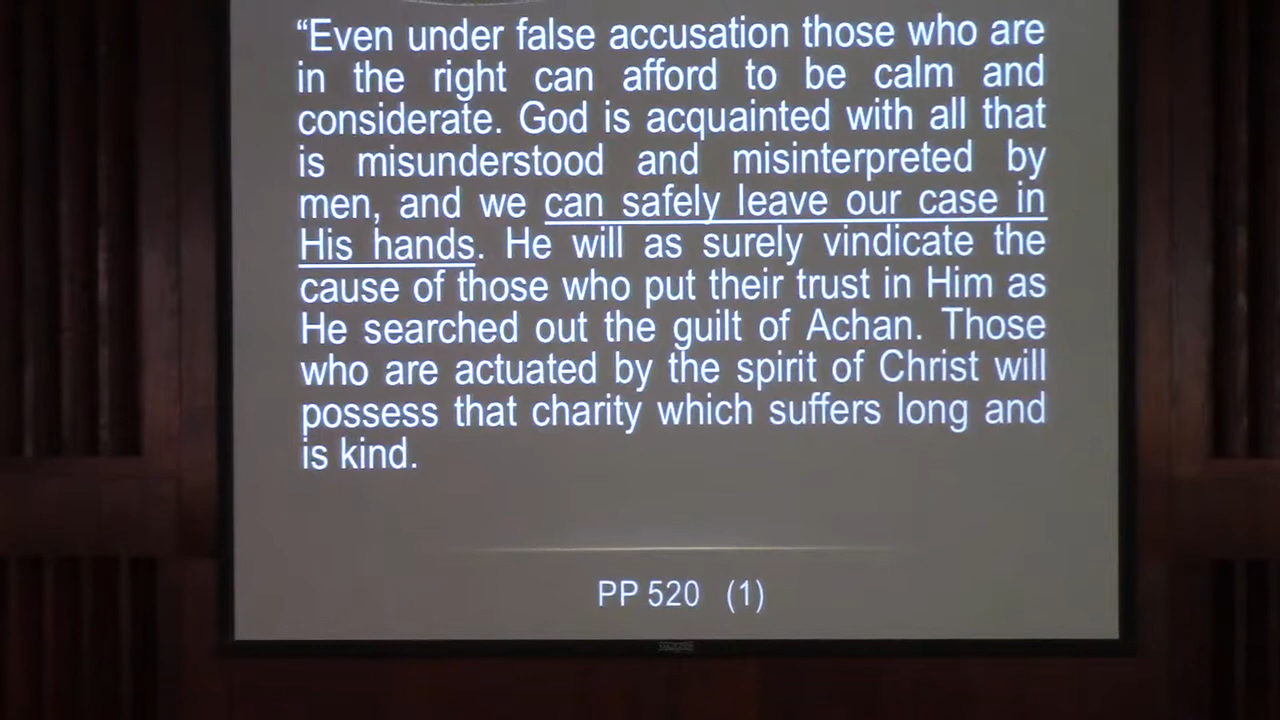 “Even under false accusation those who are
in the right can afford to be calm and
considerate. God is acquainted with all that
is misunderstood and misinterpreted by
men, and we can safely leave our case in
His hands. He will as surely vindicate the
cause of those who put their trust in Him as
He searched out the guilt of Achan. Those
who are actuated by the spirit of Christ will
possess that charity which suffers long and
is kind.
PP 520 (1)